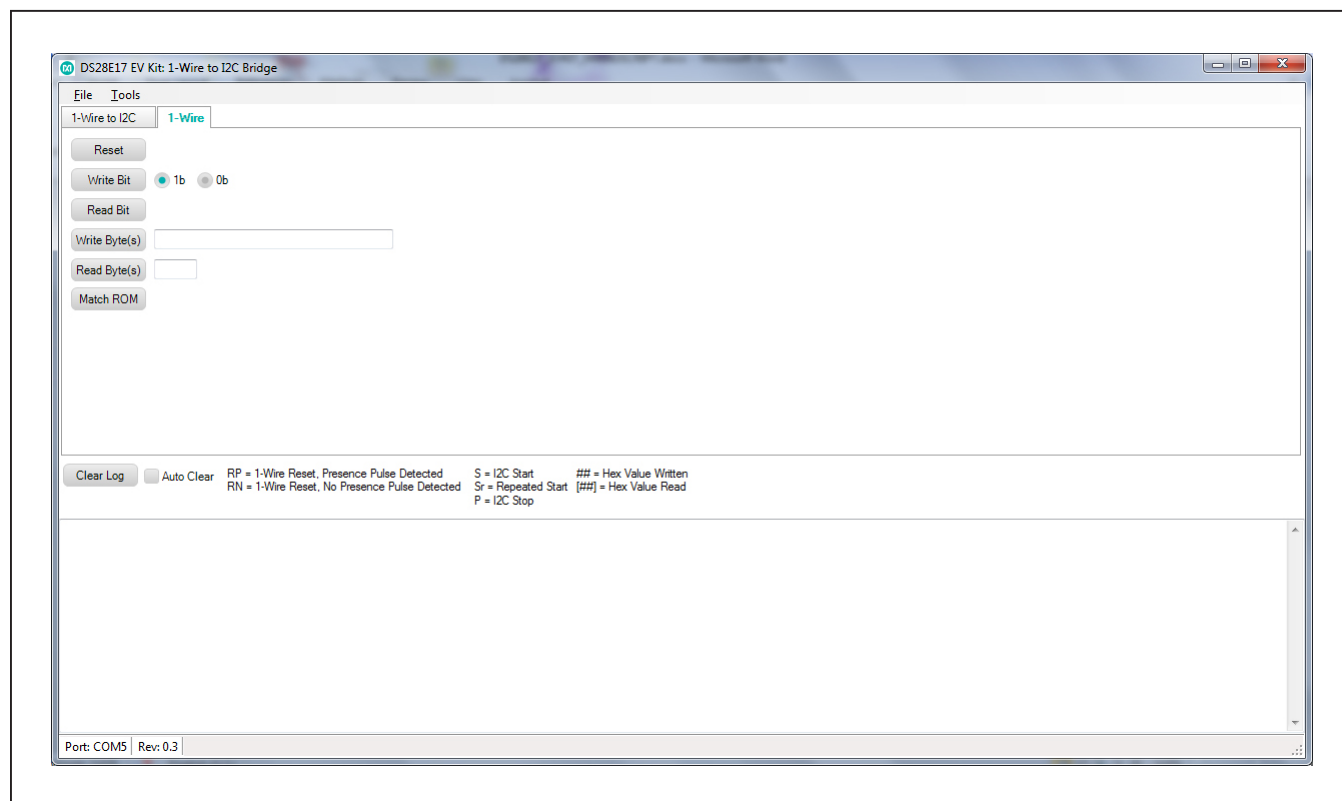 DS28E17 EV Kit: 1-Wire to I2C Bridge
File Tools
1-Wire to I2C 1-Wire
Reset
Write Bit 1b 0b
Read Bit
Write Byte(s)
Read Byte(s)
Match ROM
Clear Log Auto Clear RP = 1-Wire Reset, Presence Pulse Detected S = I2C Start ## = Hex Value Written
RN = 1-Wire Reset, No Presence Pulse Detected Sr = Repeated Start [##] = Hex Value Read
P = I2C Stop
Port: COM5 Rev: 0.3